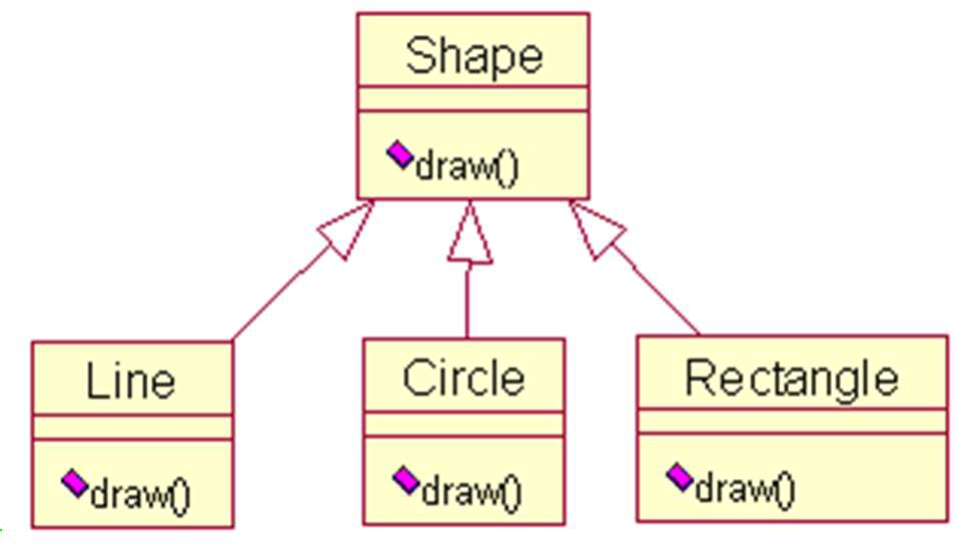 Shape
draw()
Line
draw()
Circle
draw()
Rectangle
draw()